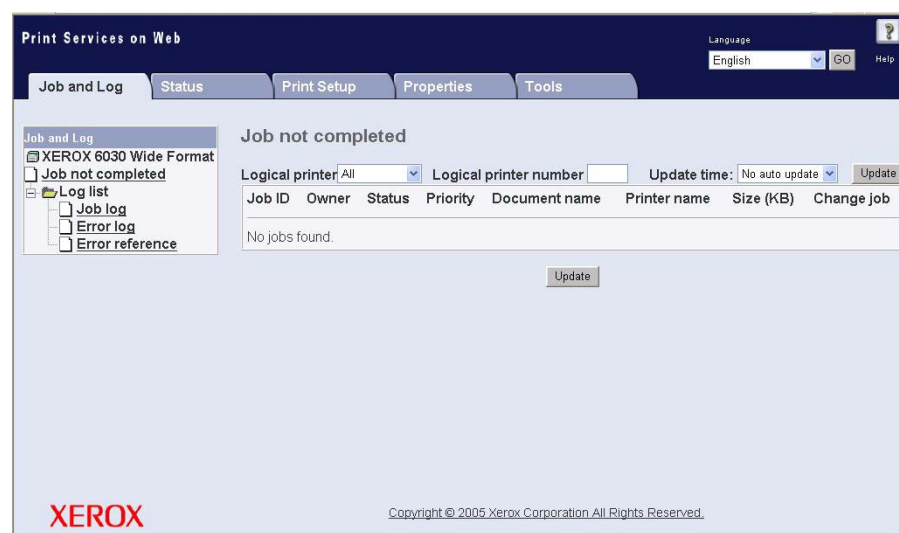 Print Services on Web
Language
English GO Help
Job and Log Status Print Setup Properties Tools
Job and Log
XEROX 6030 Wide Format
Job not completed
Log list
Job log
Error log
Error reference
Job not completed
Logical printer All Logical printer number Update time: No auto update Update
Job ID Owner Status Priority Document name Printer name Size (KB) Change job
No jobs found.
Update
XEROX
Copyright © 2005 Xerox Corporation All Rights Reserved.